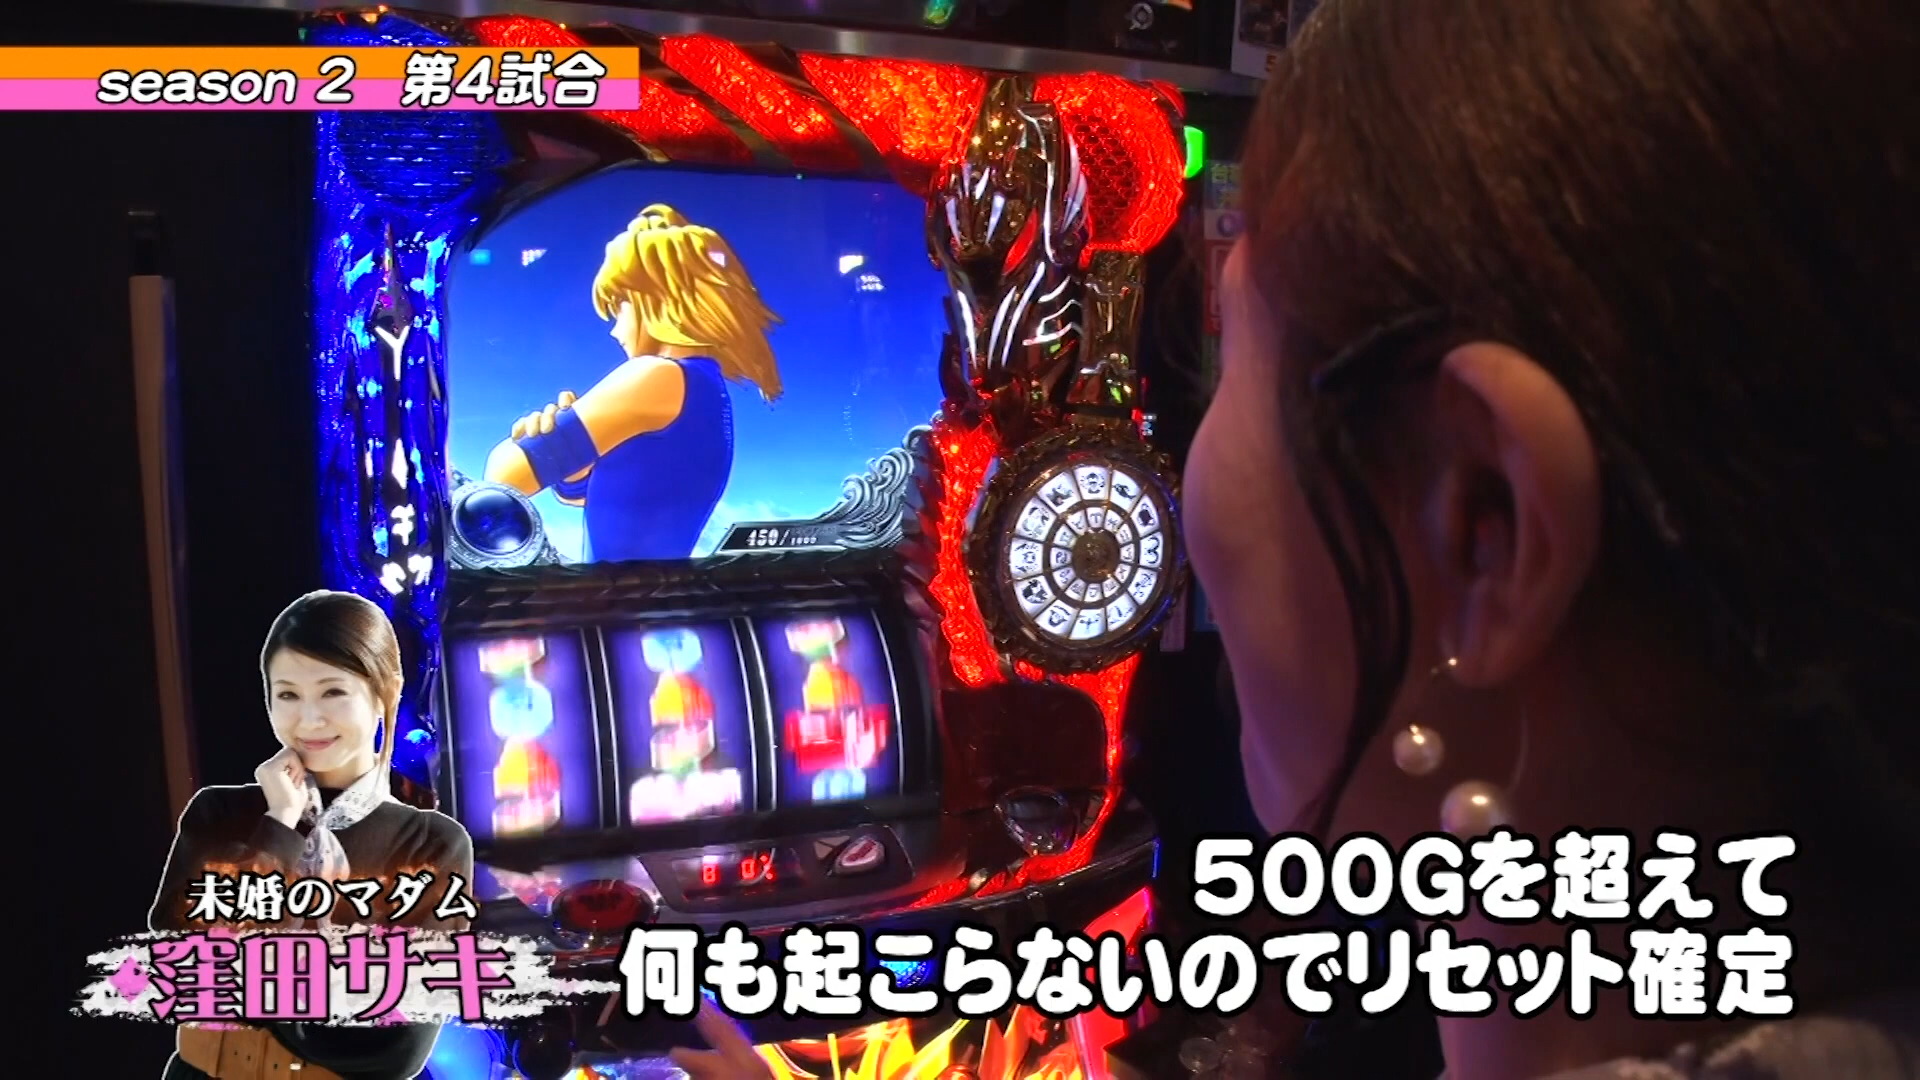 season 2 第4試合
450/1000
未婚のマダム
窪田サキ
500Gを超えて
何も起こらないのでリセット確定